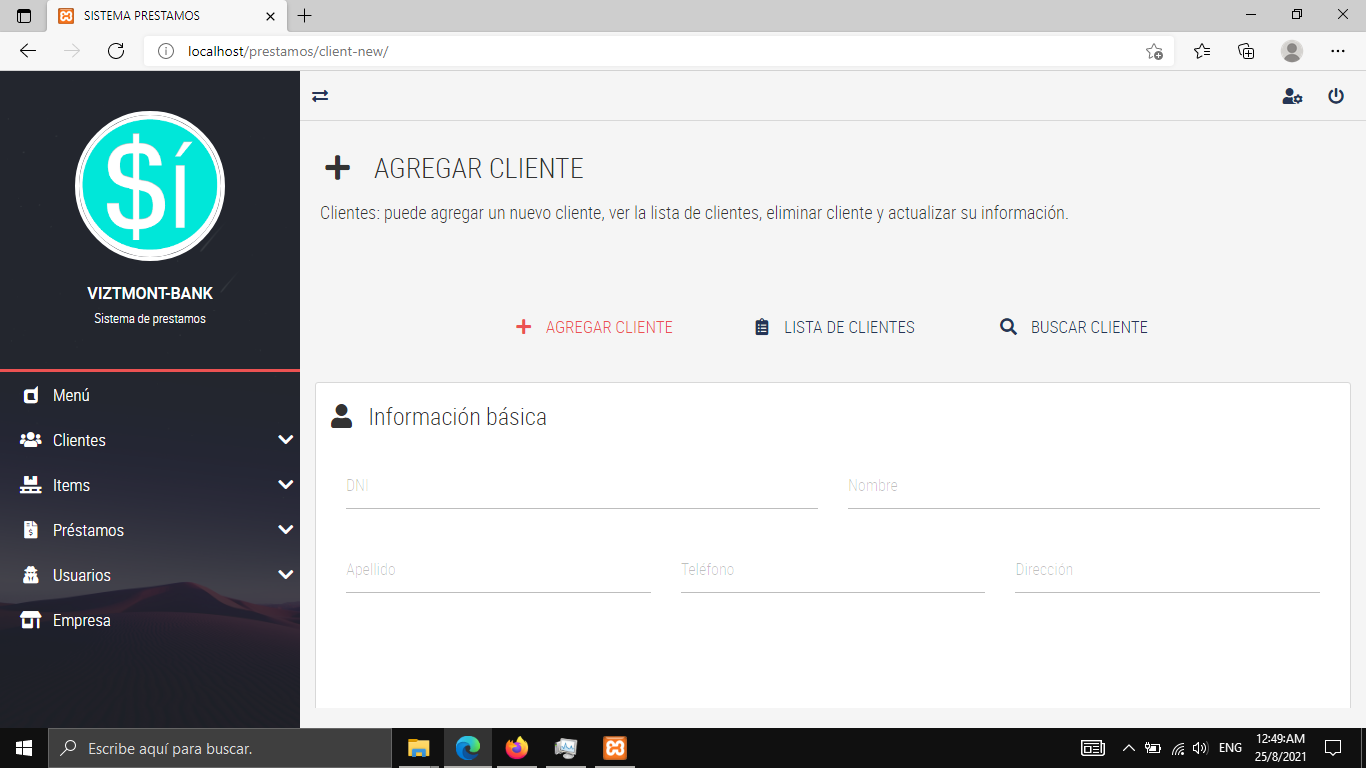 SISTEMA PRESTAMOS
localhost/prestamos/client-new/
$í
VIZTMONT-BANK
Sistema de prestamos
Menú
Clientes
Items
Préstamos
Usuarios
Empresa
AGREGAR CLIENTE
Clientes: puede agregar un nuevo cliente, ver la lista de clientes, eliminar cliente y actualizar su información.
AGREGAR CLIENTE
LISTA DE CLIENTES
BUSCAR CLIENTE
Información básica
DNI
Nombre
Apellido
Teléfono
Dirección
Escribe aquí para buscar.
ENG
12:49AM
25/8/2021